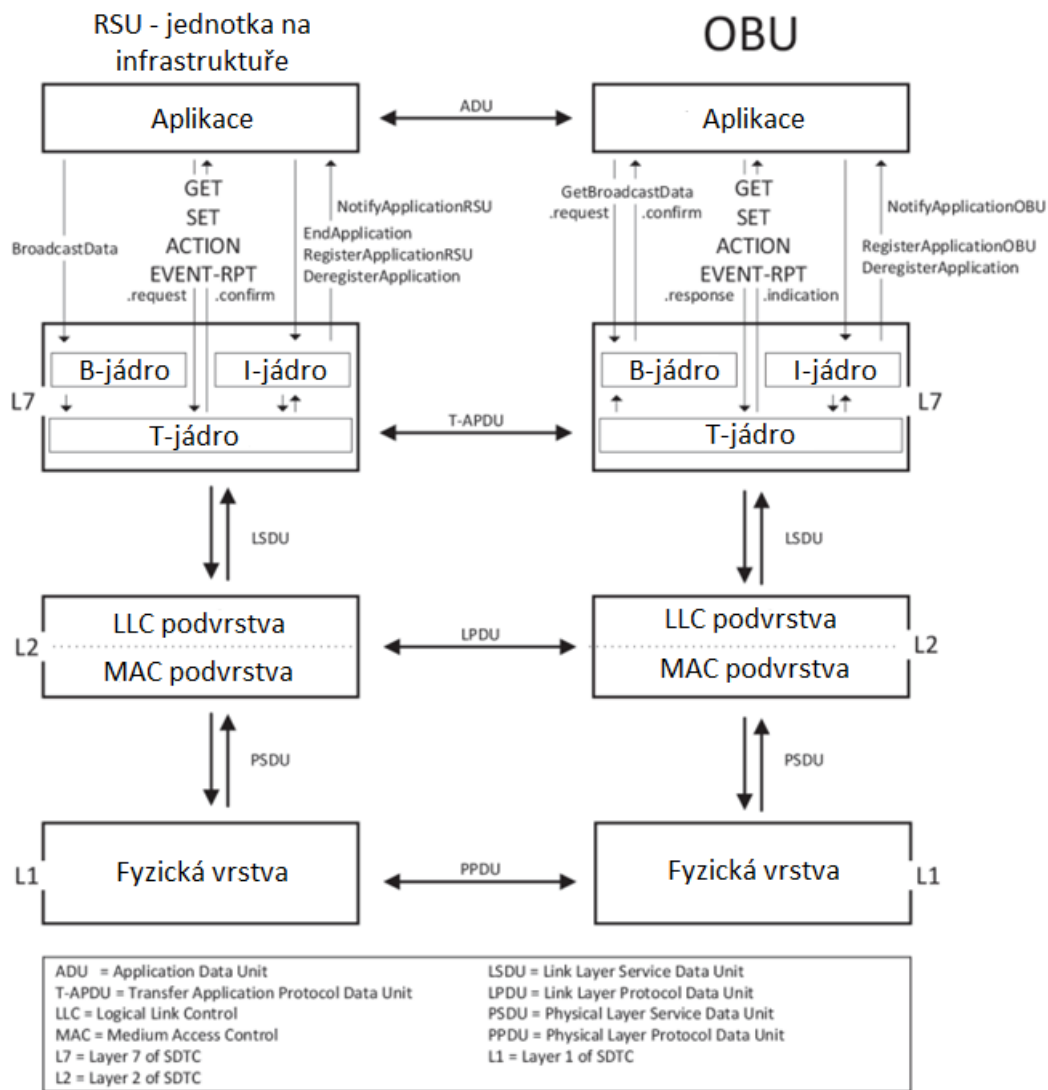 RSU - jednotka na
infrastruktuře
OBU
Aplikace
ADU
Aplikace
BroadcastData
GET
SET
ACTION
EVENT-RPT
.request
.confirm
NotifyApplicationRSU
EndApplication
RegisterApplicationRSU
DeregisterApplication
GetBroadcastData
.request
.confirm
GET
SET
ACTION
EVENT-RPT
.response
.indication
NotifyApplicationOBU
RegisterApplicationOBU
DeregisterApplication
L7
B-jádro
I-jádro
T-jádro
T-APDU
B-jádro
I-jádro
T-jádro
L7
LSDU
LSDU
L2
LLC podvrstva
MAC podvrstva
LPDU
LLC podvrstva
MAC podvrstva
L2
PSDU
PSDU
L1
Fyzická vrstva
PPDU
Fyzická vrstva
L1
ADU = Application Data Unit
T-APDU = Transfer Application Protocol Data Unit
LLC = Logical Link Control
MAC = Medium Access Control
L7 = Layer 7 of SDTC
L2 = Layer 2 of SDTC
LSDU = Link Layer Service Data Unit
LPDU = Link Layer Protocol Data Unit
PSDU = Physical Layer Service Data Unit
PPDU = Physical Layer Protocol Data Unit
L1 = Layer 1 of SDTC